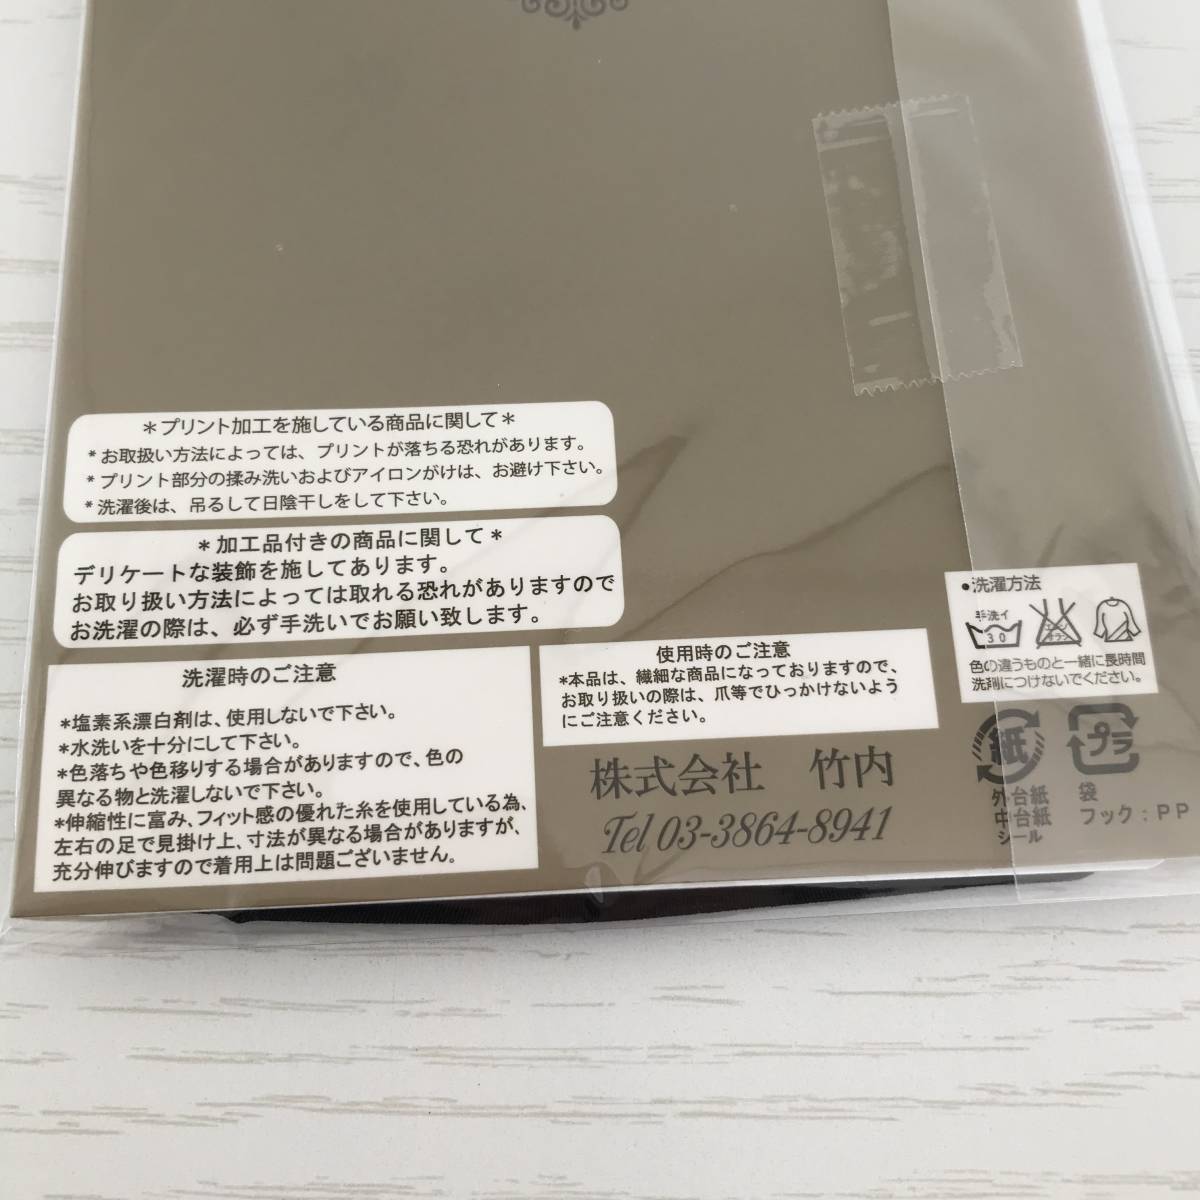 ＊プリント加工を施している商品に関して＊
＊お取扱い方法によっては、プリントが落ちる恐れがあります。
＊プリント部分の揉み洗いおよびアイロンがけは、お避け下さい。
＊洗濯後は、吊るして日陰干しをして下さい。
＊加工品付きの商品に関して＊
デリケートな装飾を施してあります。
お取り扱い方法によっては取れる恐れがありますので
お洗濯の際は、必ず手洗いでお願い致します。
洗濯時のご注意
*塩素系漂白剤は、使用しないで下さい。
*水洗いを十分にして下さい。
*色落ちや色移りする場合がありますので、色の
異なる物と洗濯しないで下さい。
*伸縮性に富み、フィット感の優れた糸を使用している為、
左右の足で見掛け上、寸法が異なる場合がありますが、
充分伸びますので着用上は問題ございません。
使用時のご注意
*本品は、繊細な商品になっておりますので、
お取り扱いの際は、爪等でひっかけないよう
にご注意ください。
株式会社 竹内
Tel 03-3864-8941
●洗濯方法
手洗イ
30
エンソ
サラシ
色の違うものと一緒に長時間
洗剤につけないでください。
紙
外台紙
中台紙
シール
プラ
袋
フック：ＰＰ